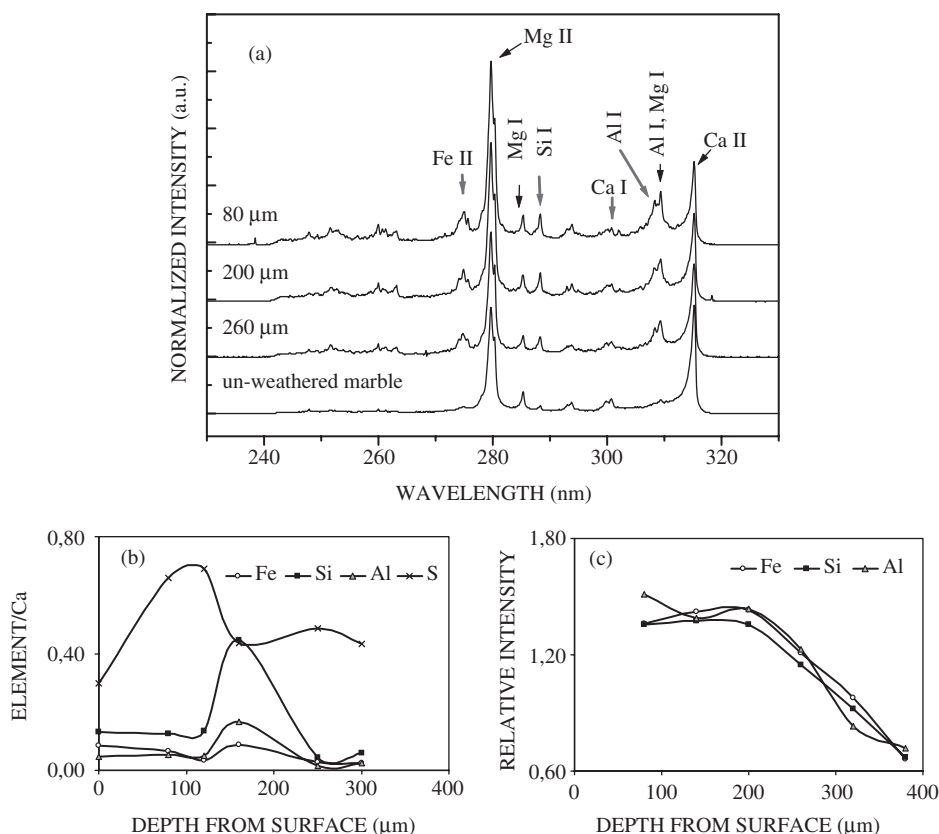 (a)
NORMALIZED INTENSITY (a.u.)
Mg II
Fe II
Mg I
Si I
Al I
Ca I
Al I, Mg I
Ca II
80 μm
200 μm
260 μm
un-weathered marble
240 260 280 300 320
WAVELENGTH (nm)
(b)
Fe Si Al S
ELEMENT/Ca
0,80
0,40
0,00
0 100 200 300 400
DEPTH FROM SURFACE (μm)
(c)
Fe Si Al
RELATIVE INTENSITY
1,80
1,20
0,60
0 100 200 300 400
DEPTH FROM SURFACE (μm)